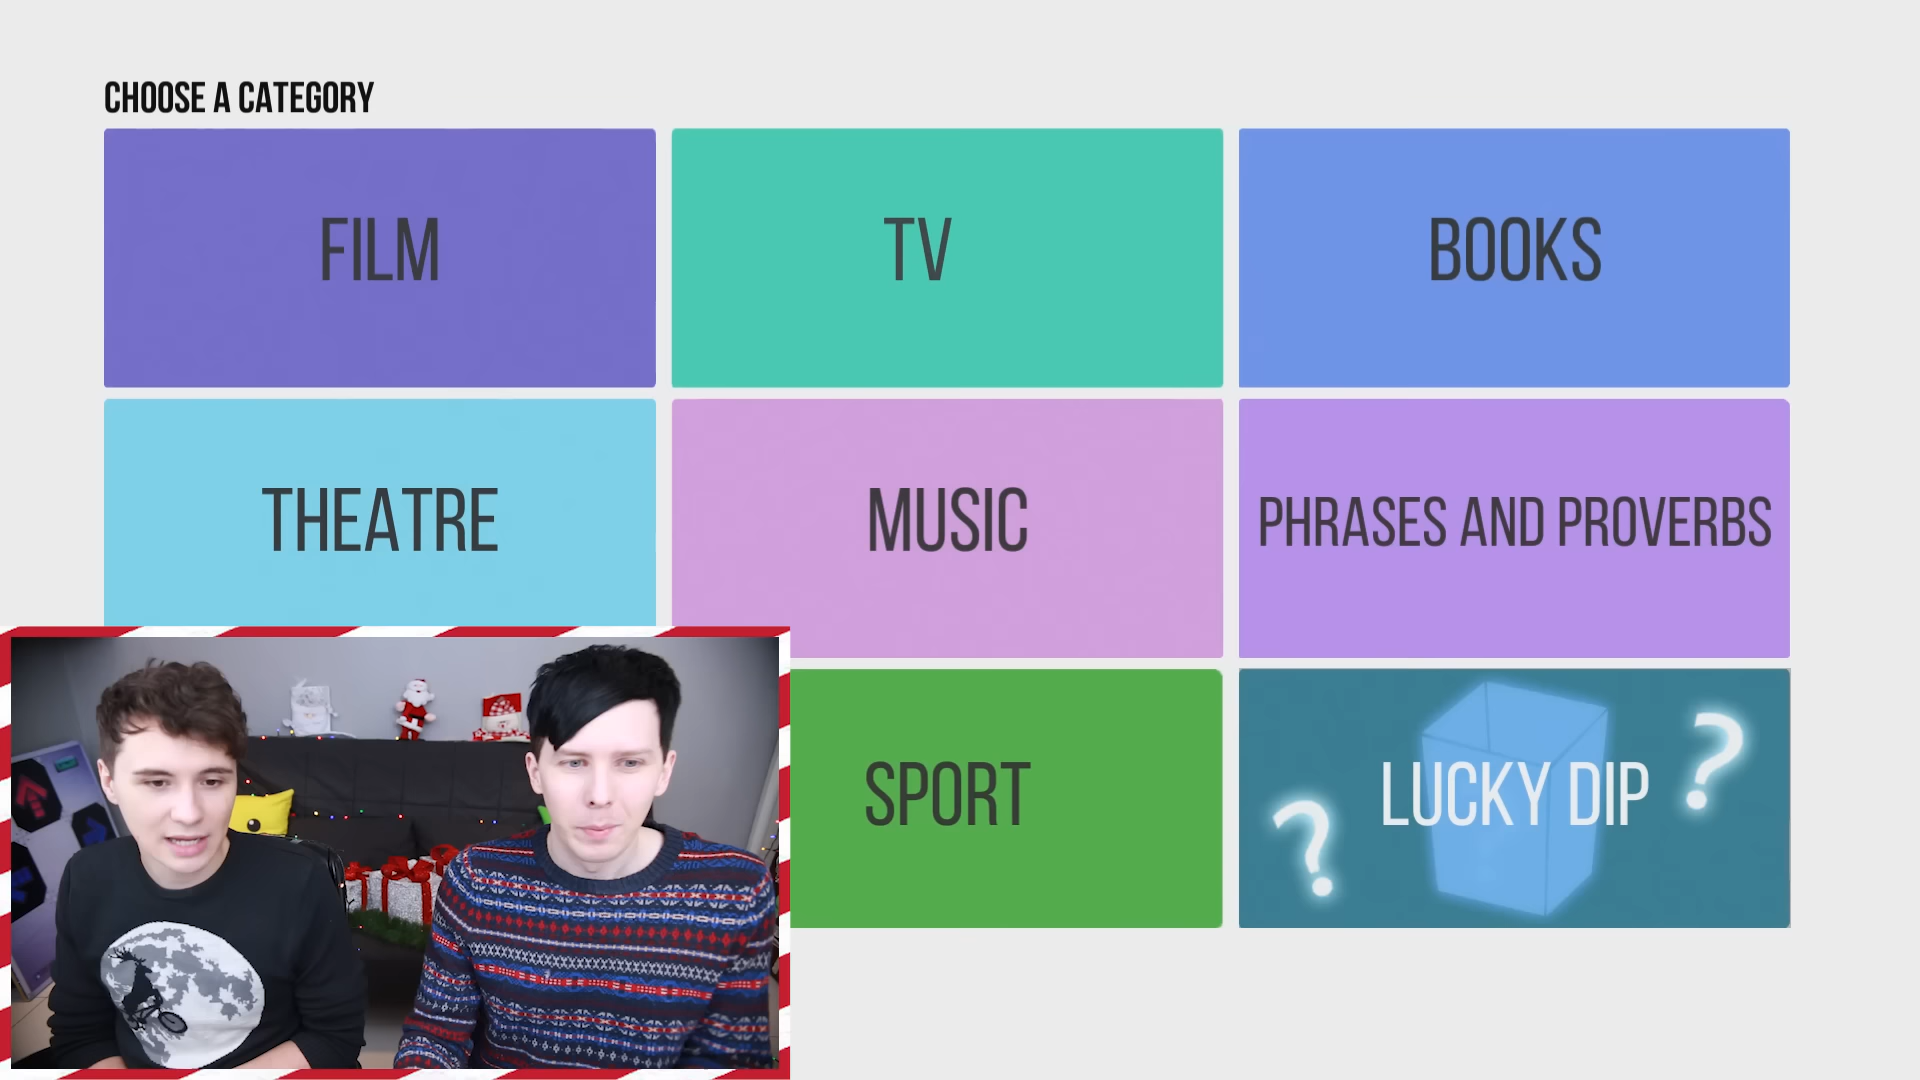 CHOOSE A CATEGORY
FILM
TV
BOOKS
THEATRE
MUSIC
PHRASES AND PROVERBS
SPORT
? LUCKY DIP ?